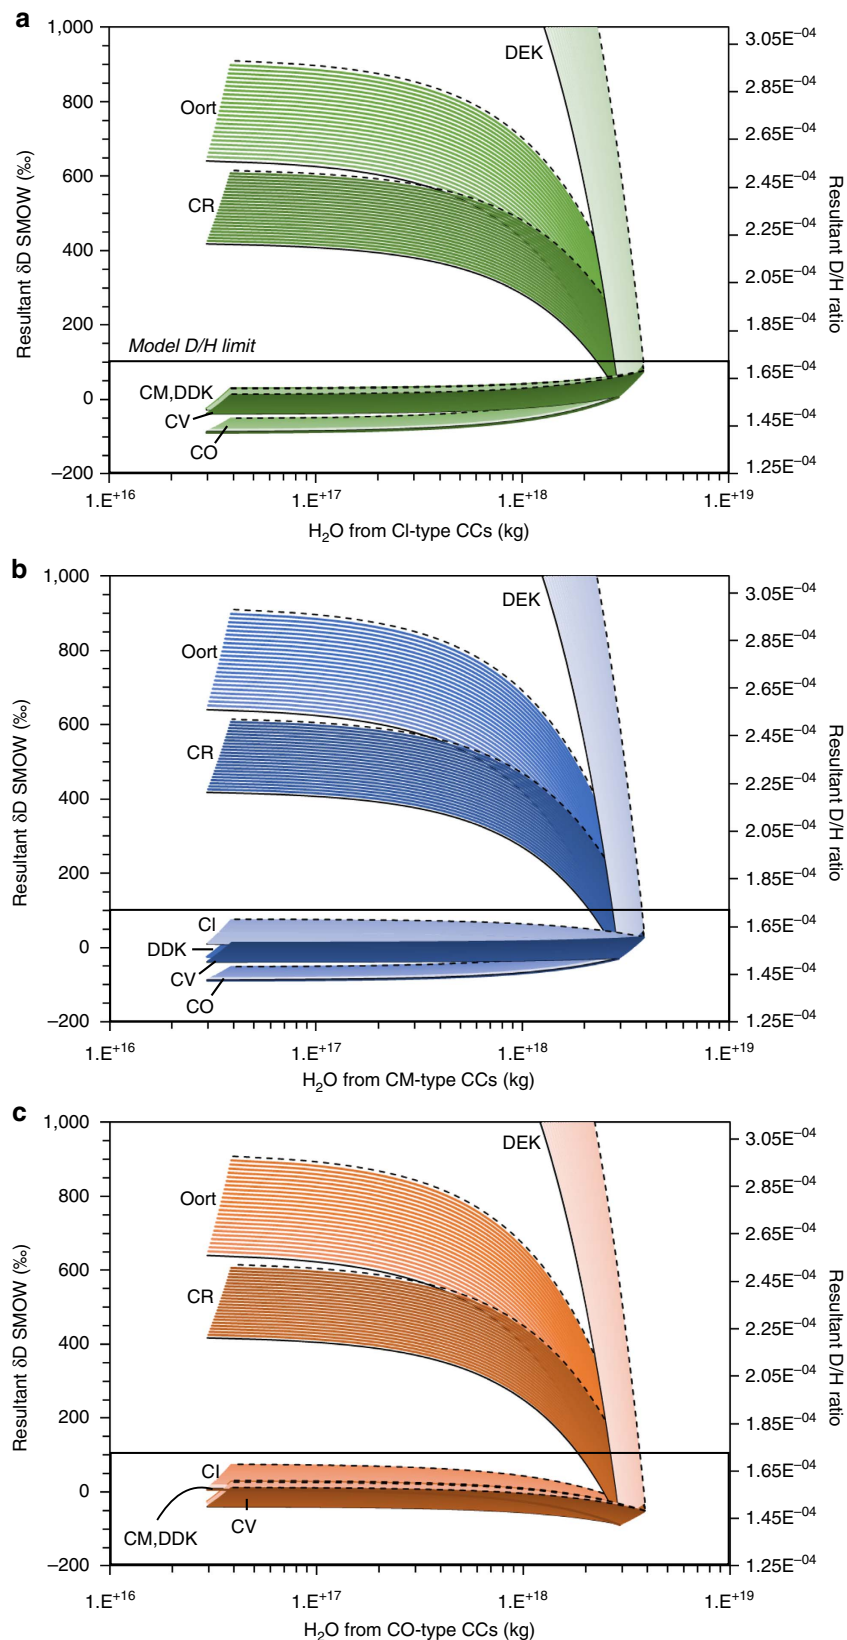 a
1,000
800
600
400
200
0
–200
Resultant δD SMOW (‰)
3.05E–04
2.85E–04
2.65E–04
2.45E–04
2.25E–04
2.05E–04
1.85E–04
1.65E–04
1.45E–04
1.25E–04
Resultant D/H ratio
DEK
Oort
CR
Model D/H limit
CM,DDK
CV
CO
1.E+16
1.E+17
1.E+18
1.E+19
H2O from CI-type CCs (kg)
b
1,000
800
600
400
200
0
–200
Resultant δD SMOW (‰)
3.05E–04
2.85E–04
2.65E–04
2.45E–04
2.25E–04
2.05E–04
1.85E–04
1.65E–04
1.45E–04
1.25E–04
Resultant D/H ratio
DEK
Oort
CR
CI
DDK
CV
CO
1.E+16
1.E+17
1.E+18
1.E+19
H2O from CM-type CCs (kg)
c
1,000
800
600
400
200
0
–200
Resultant δD SMOW (‰)
3.05E–04
2.85E–04
2.65E–04
2.45E–04
2.25E–04
2.05E–04
1.85E–04
1.65E–04
1.45E–04
1.25E–04
Resultant D/H ratio
DEK
Oort
CR
CI
CM,DDK
CV
1.E+16
1.E+17
1.E+18
1.E+19
H2O from CO-type CCs (kg)